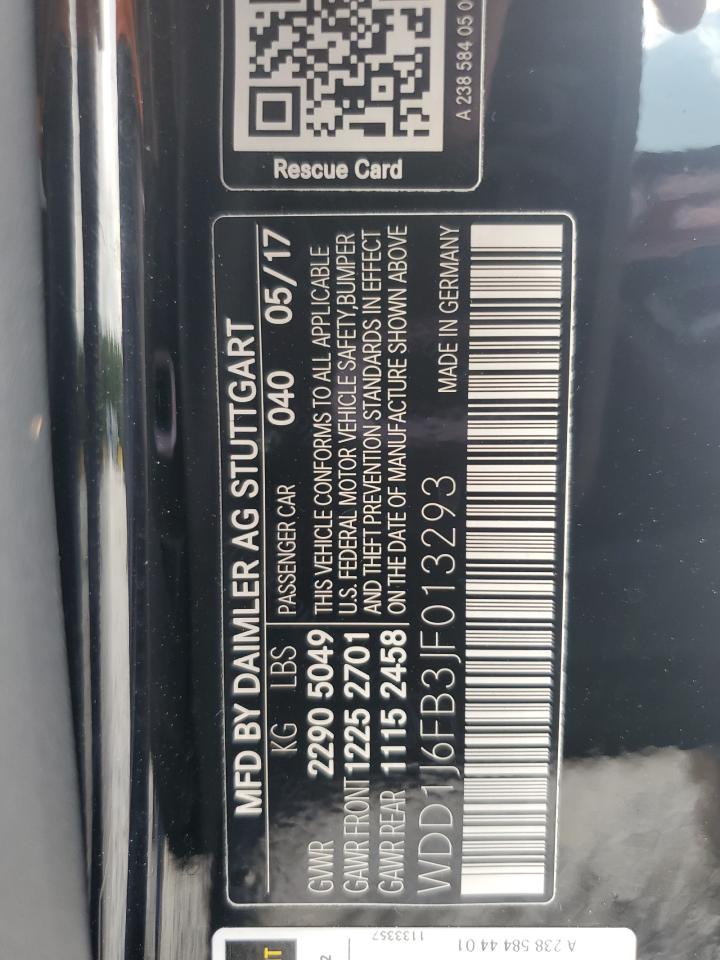 A 238 584 05 0
Rescue Card
MFD BY DAIMLER AG STUTTGART
KG LBS PASSENGER CAR 040 05/17
GVWR 2290 5049 THIS VEHICLE CONFORMS TO ALL APPLICABLE
GAWR FRONT 1225 2701 U.S. FEDERAL MOTOR VEHICLE SAFETY,BUMPER
GAWR REAR 1115 2458 AND THEFT PREVENTION STANDARDS IN EFFECT
ON THE DATE OF MANUFACTURE SHOWN ABOVE
WDD1J6FB3JF013293 MADE IN GERMANY
1133357
A 238 584 44 01